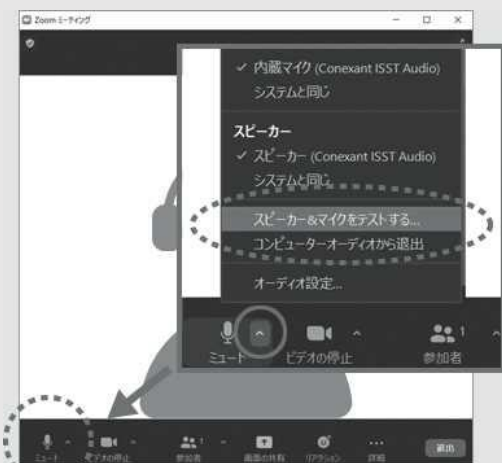 Zoom ミーティング
✓ 内蔵マイク (Conexant ISST Audio)
システムと同じ
スピーカー
✓ スピーカー (Conexant ISST Audio)
システムと同じ
スピーカー&マイクをテストする...
コンピューターオーディオから退出
オーディオ設定...
1
ミュート ビデオの停止 参加者
1
ミュート ビデオの停止 参加者 画面の共有 リアクション 詳細
退出